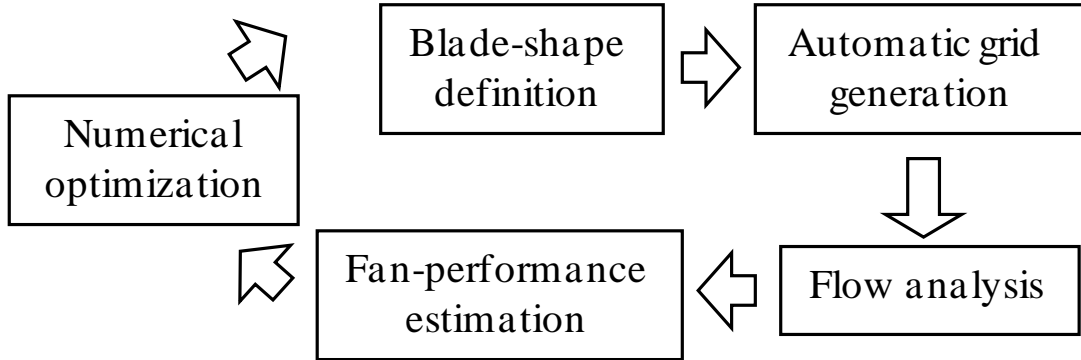 Blade-shape
definition
Automatic grid
generation
Numerical
optimization
Fan-performance
estimation
Flow analysis